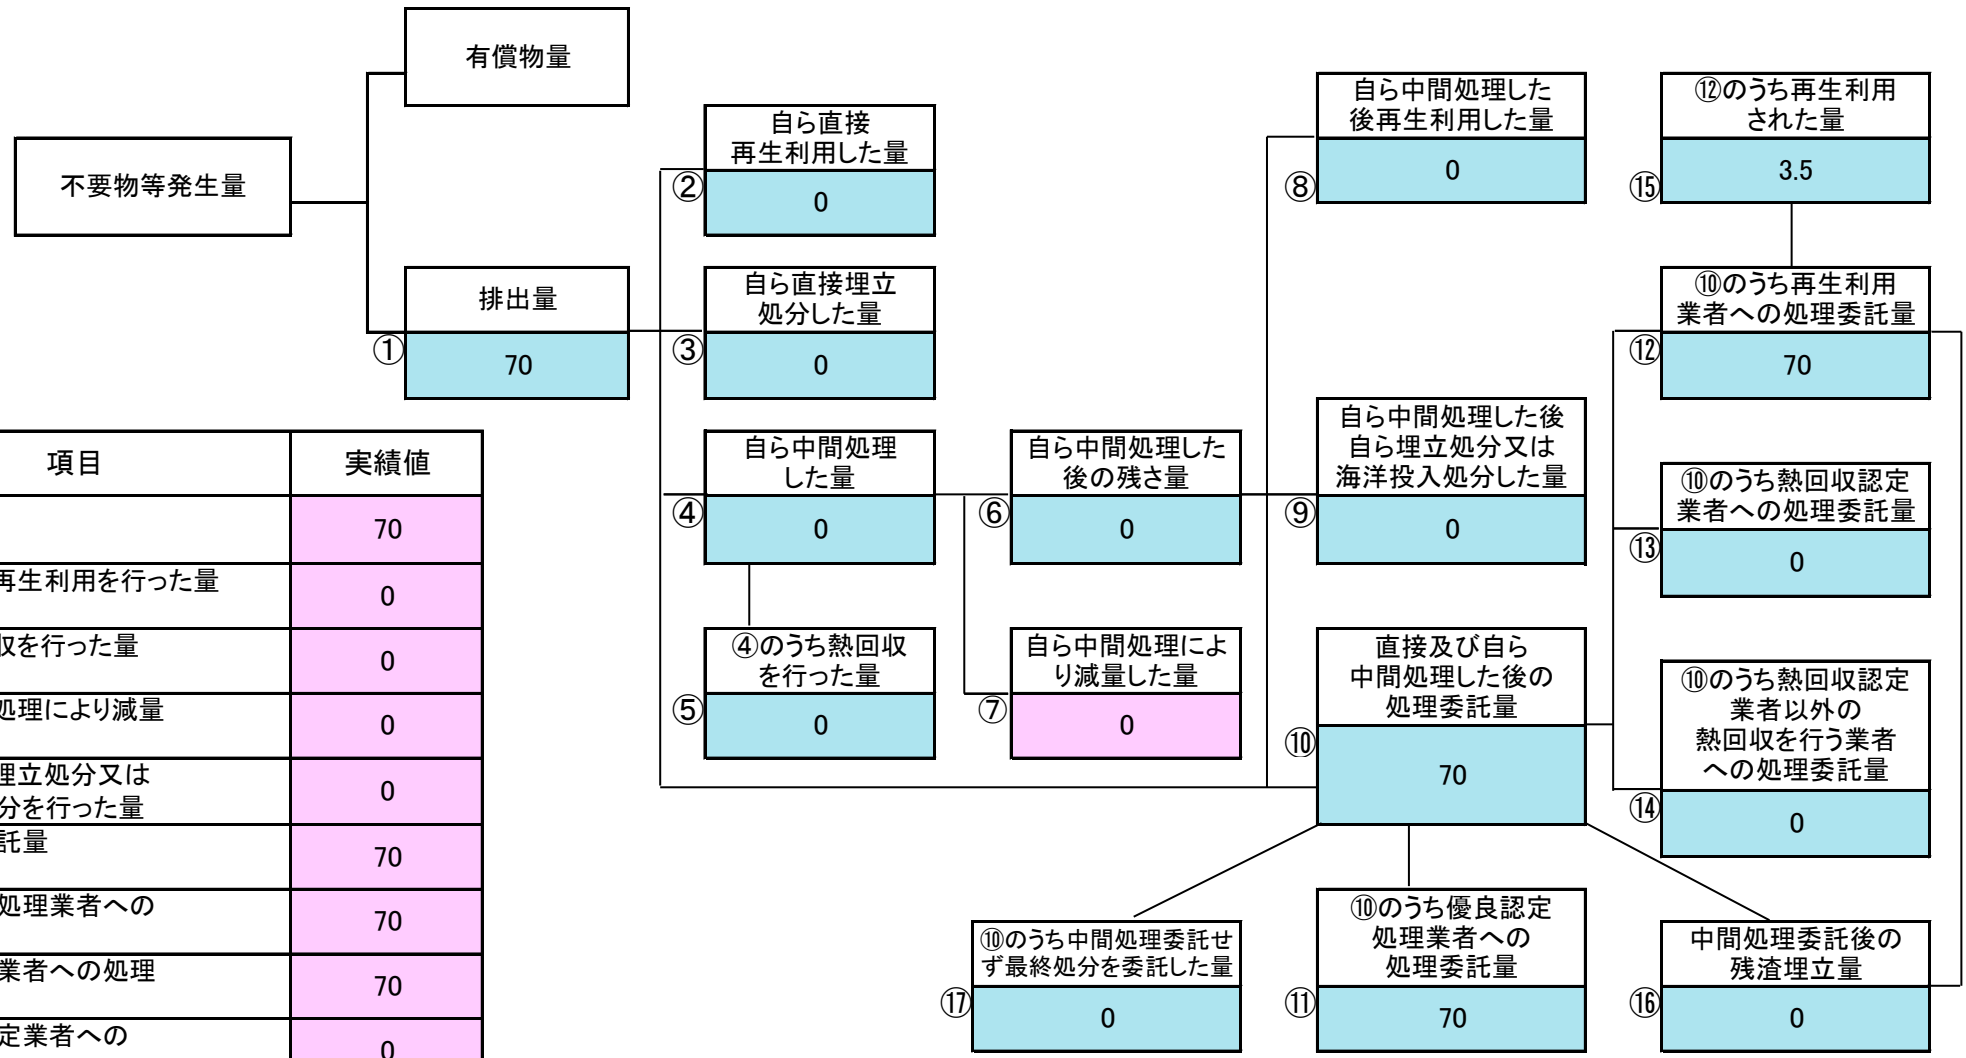 有償物量
不要物等発生量
排出量
①
70
自ら直接
再生利用した量
②
0
自ら直接埋立
処分した量
③
0
自ら中間処理
した量
④
0
④のうち熱回収
を行った量
⑤
0
自ら中間処理した
後の残さ量
⑥
0
自ら中間処理によ
り減量した量
⑦
0
自ら中間処理した
後再生利用した量
⑧
0
自ら中間処理した後
自ら埋立処分又は
海洋投入処分した量
⑨
0
直接及び自ら
中間処理した後の
処理委託量
⑩
70
⑫のうち再生利用
された量
⑮
3.5
⑩のうち再生利用
業者への処理委託量
⑫
70
⑩のうち熱回収認定
業者への処理委託量
⑬
0
⑩のうち熱回収認定
業者以外の
熱回収を行う業者
への処理委託量
⑭
0
⑩のうち中間処理委託せ
ず最終処分を委託した量
⑰
0
⑩のうち優良認定
処理業者への
処理委託量
⑪
70
中間処理委託後の
残渣埋立量
⑯
0
項目 実績値
70
再生利用を行った量 0
収を行った量 0
処理により減量 0
埋立処分又は
分を行った量 0
託量 70
処理業者への 70
業者への処理 70
定業者への 0